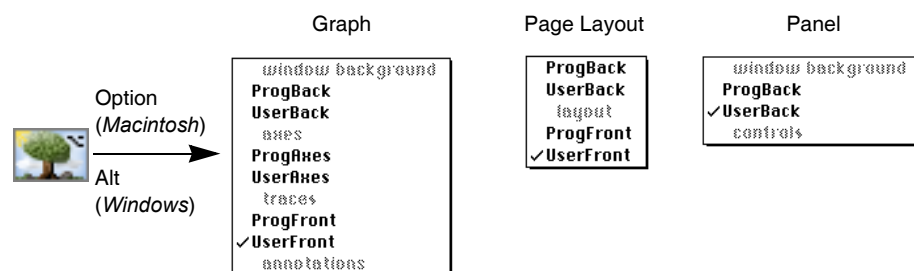 Graph
Page Layout
Panel
Option
(Macintosh)
Alt
(Windows)
window background
ProgBack
UserBack
axes
ProgAxes
UserAxes
traces
ProgFront
✓UserFront
annotations
ProgBack
UserBack
layout
ProgFront
✓UserFront
window background
ProgBack
✓UserBack
controls